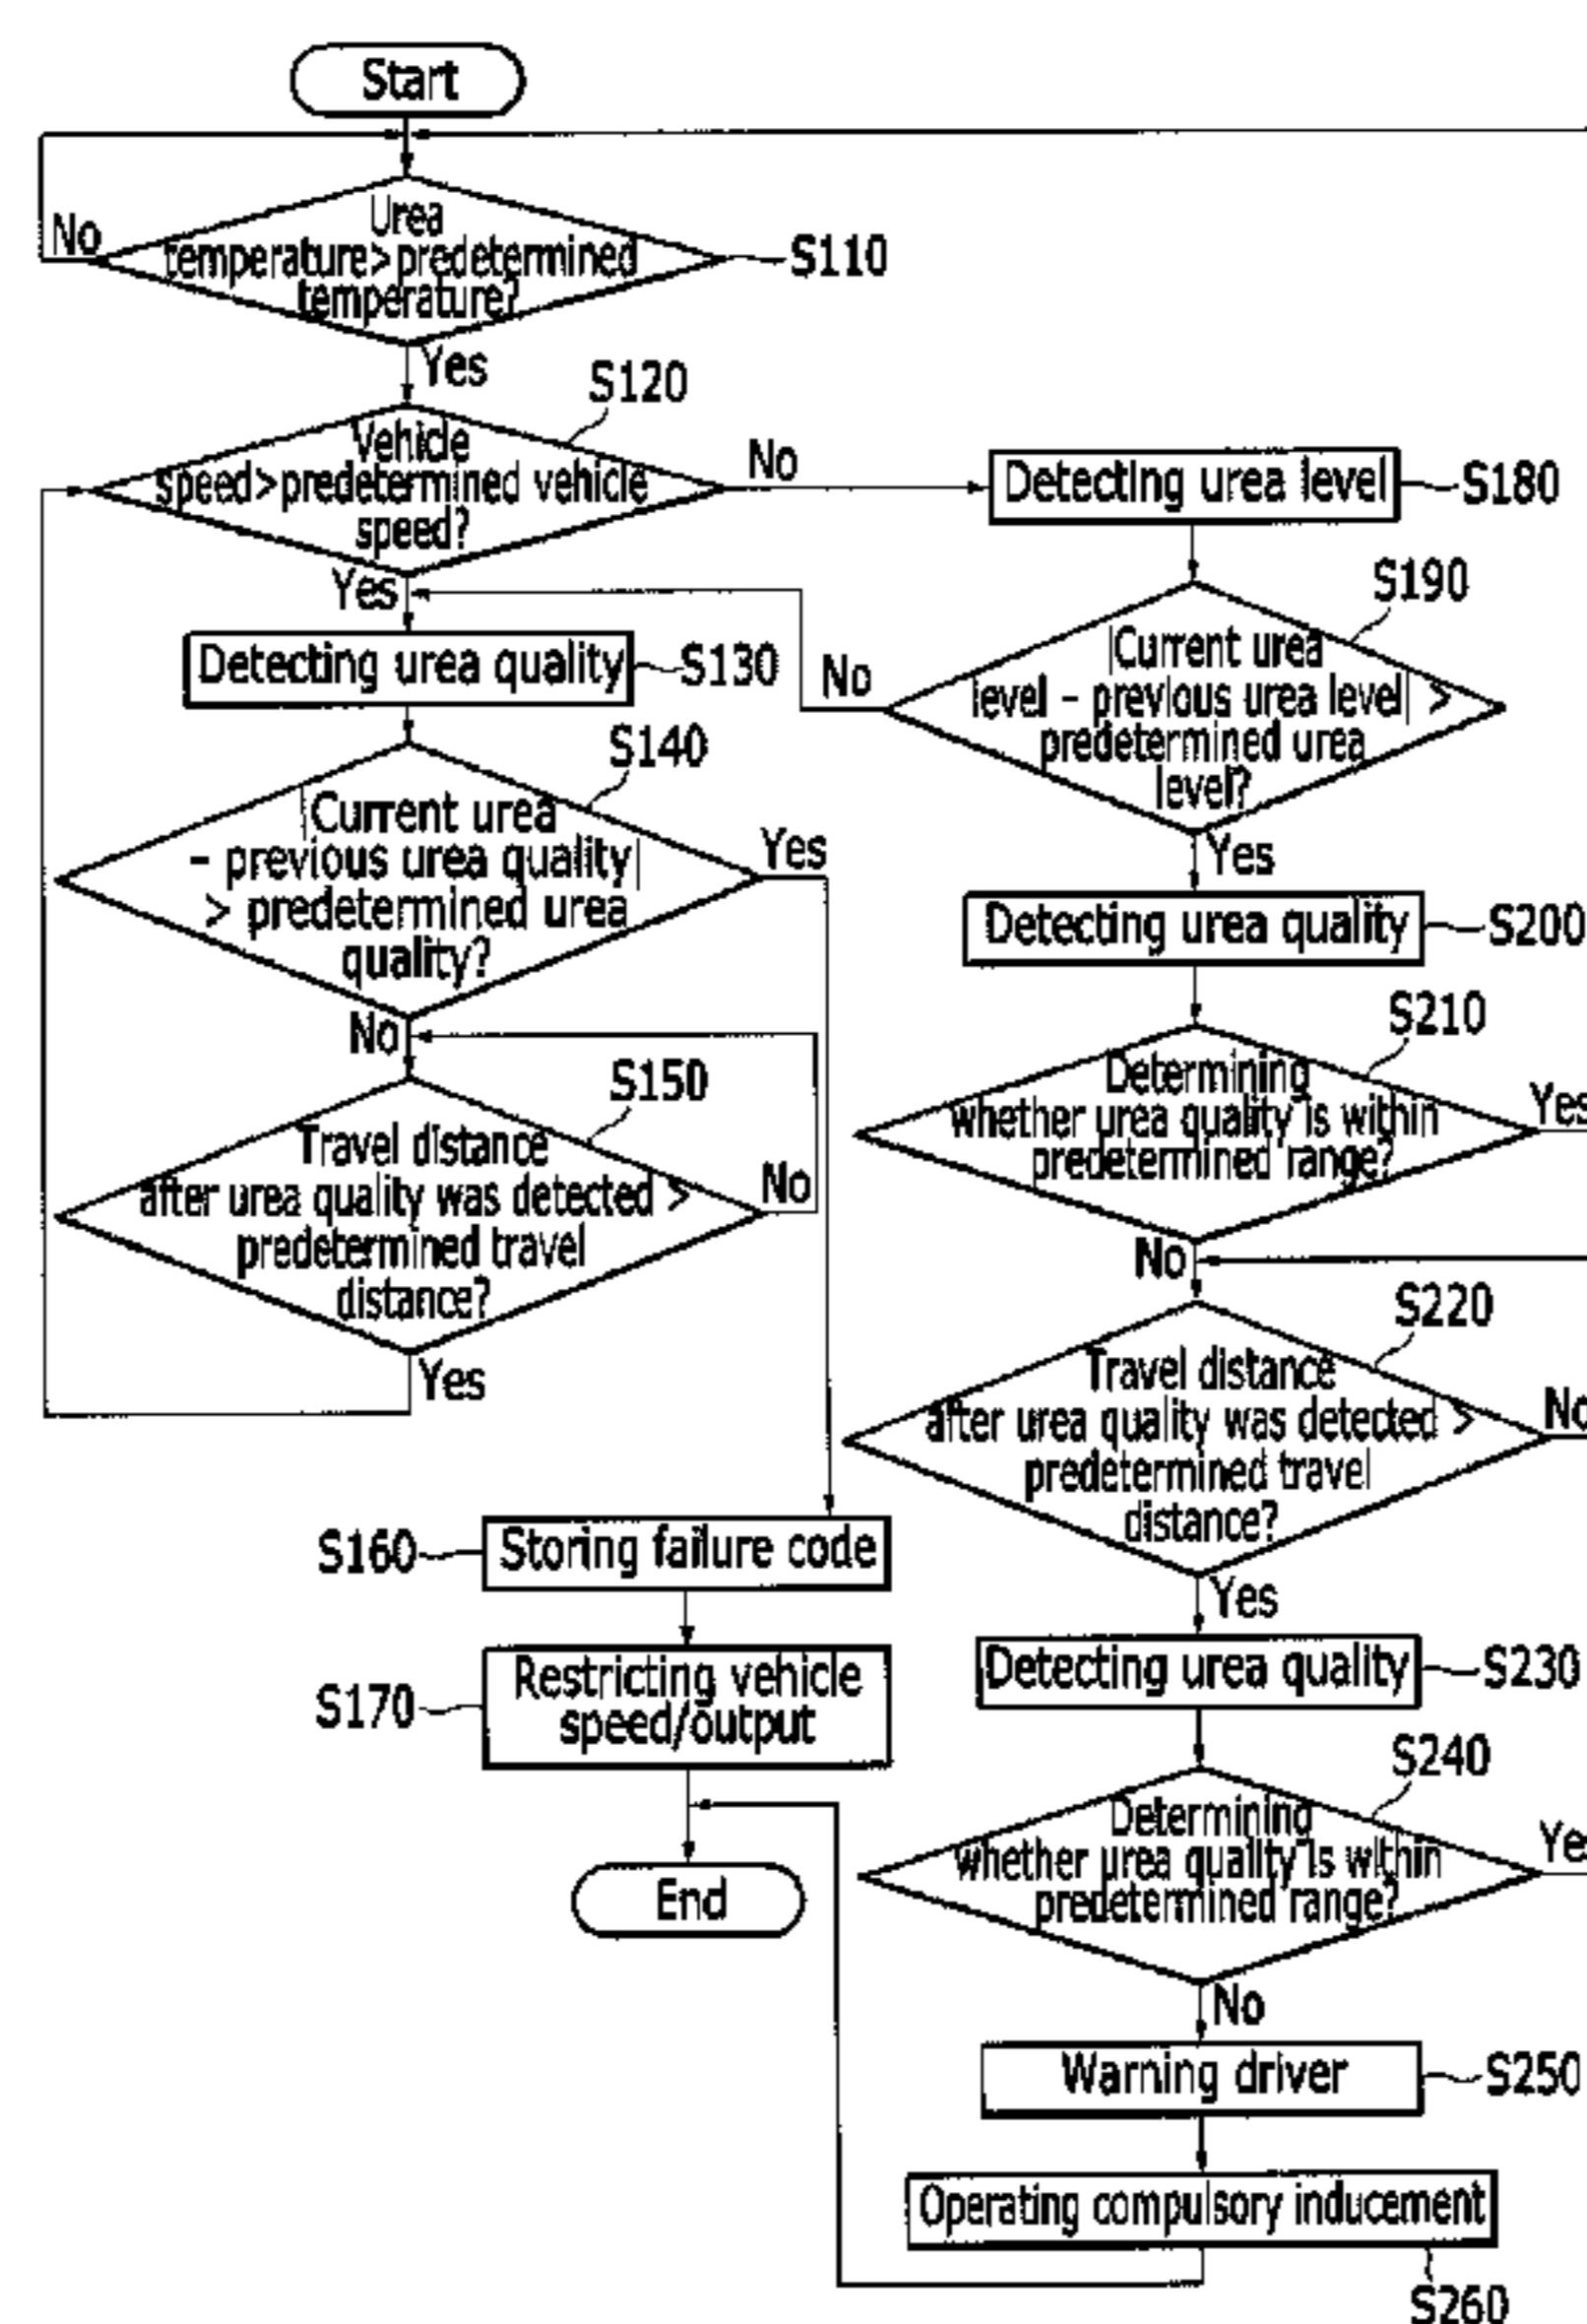 Start
No
Urea
temperature>predetermined
temperature?
S110
Yes
S120
Vehicle
speed>predetermined vehicle
speed?
No
Detecting urea level
S180
Yes
S190
Detecting urea quality
S130
No
|Current urea
level - previous urea level| >
predetermined urea
level?
S140
|Current urea
- previous urea quality|
> predetermined urea
quality?
Yes
Yes
Detecting urea quality
S200
No
S150
S210
Determining
whether urea quality is within
predetermined range?
Yes
Travel distance
after urea quality was detected >
predetermined travel
distance?
No
No
S220
Yes
Travel distance
after urea quality was detected >
predetermined travel
distance?
No
S160
Storing failure code
Yes
Detecting urea quality
S230
S170
Restricting vehicle
speed/output
S240
Determining
whether urea quality is within
predetermined range?
Ye
End
No
Warning driver
S250
Operating compulsory inducement
S260